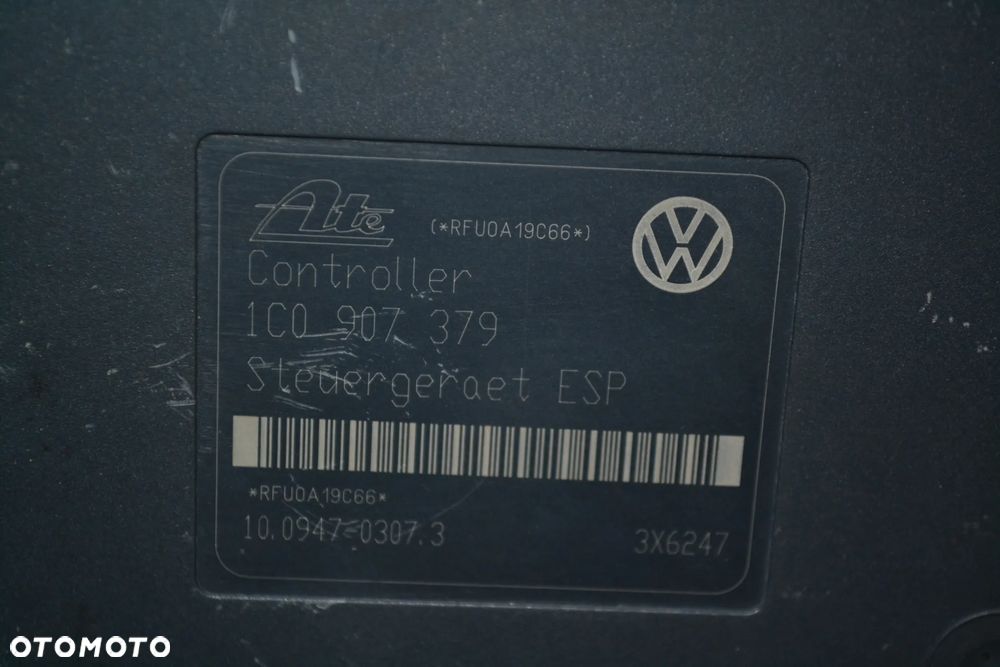 Ate (*RFU0A19C66*)
Controller
1C0 907 379
Steuergeraet ESP
*RFU0A19C66*
10.0947-0307.3 3X6247
OTOMOTO